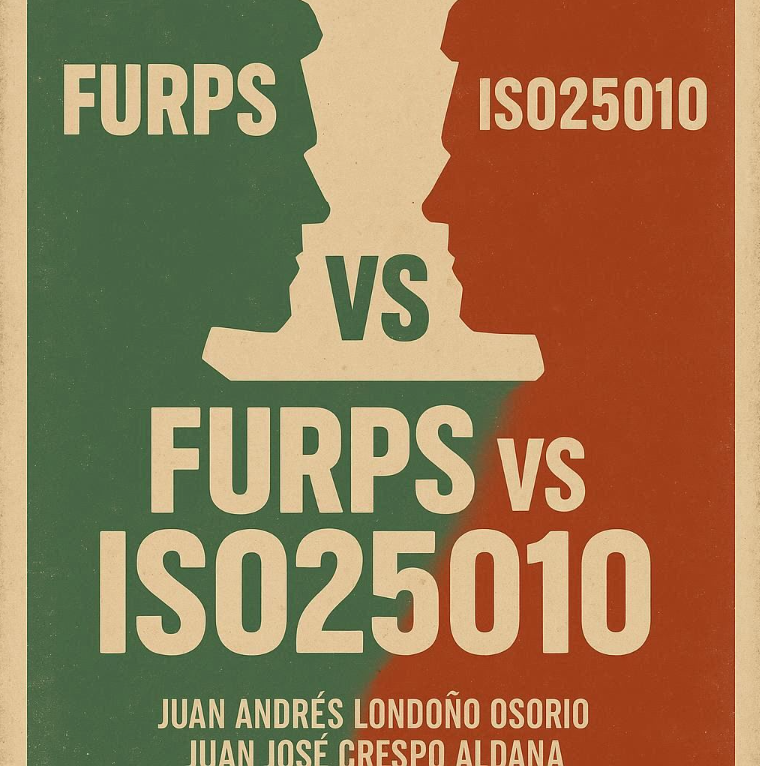 FURPS
ISO25010
VS
FURPS VS
ISO25010
JUAN ANDRÉS LONDOÑO OSORIO
JUAN JOSÉ CRESPO ALDANA